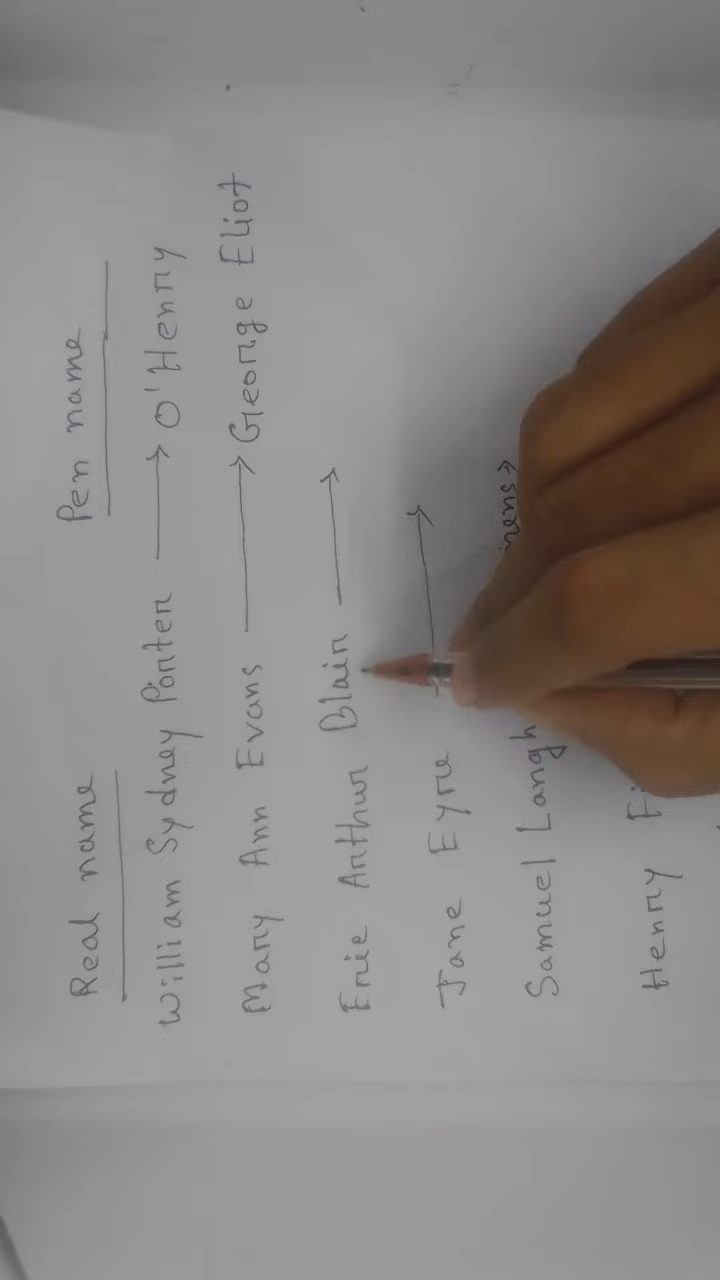 Real name Pen name
William Sydney Porter → O'Henry
Mary Ann Evans → George Eliot
Eric Arthur Blair →
Jane Eyre →
Samuel Langh mens →
Henry